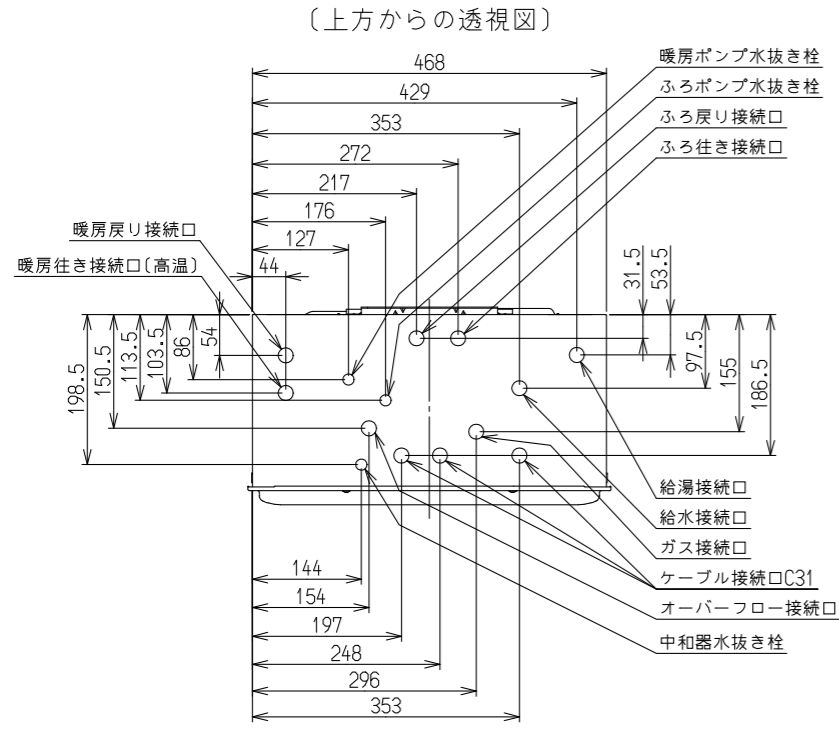 〔上方からの透視図〕
468
暖房ポンプ水抜き栓
429
ふろポンプ水抜き栓
353
ふろ戻り接続口
272
ふろ往き接続口
217
176
暖房戻り接続口
127
暖房往き接続口(高温)
44
31.5
53.5
54
86
103.5
113.5
150.5
198.5
97.5
155
186.5
給湯接続口
給水接続口
ガス接続口
144
ケーブル接続口C31
154
オーバーフロー接続口
197
中和器水抜き栓
248
296
353